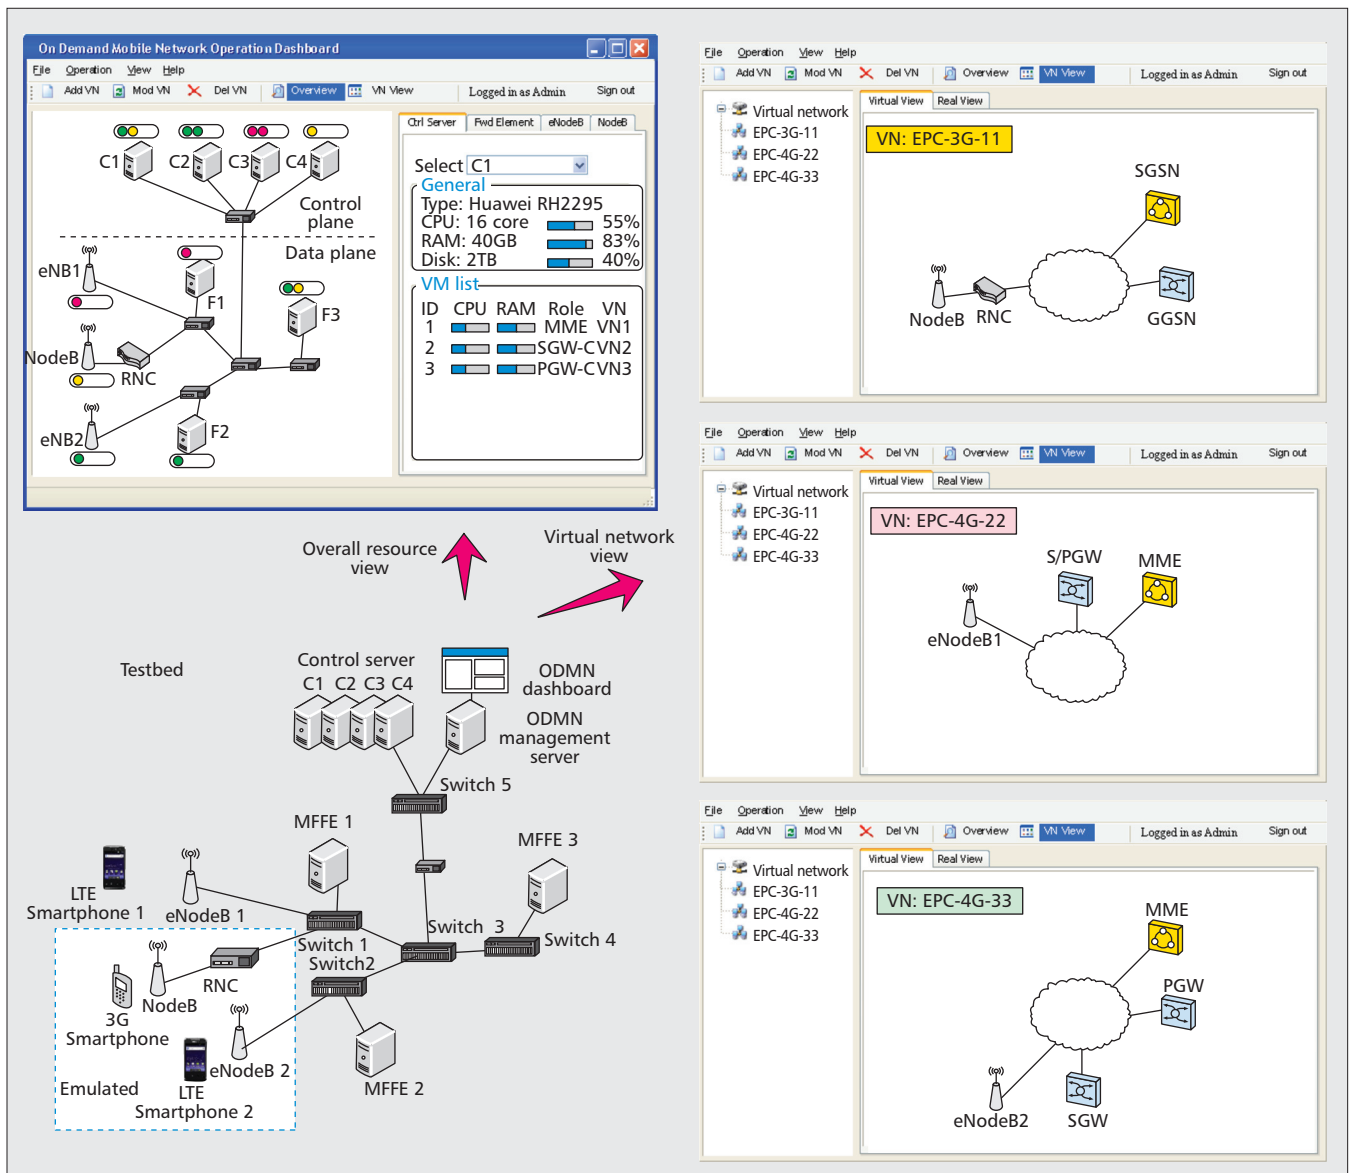 On Demand Mobile Network Operation Dashboard
File Operation View Help
Add VN Mod VN Del VN Overview VN View Logged in as Admin Sign out
C1 C2 C3 C4
Control plane
Data plane
eNB1
F1
F3
NodeB
RNC
eNB2
F2
Ctrl Server Fwd Element eNodeB NodeB
Select C1
General
Type: Huawei RH2295
CPU: 16 core 55%
RAM: 40GB 83%
Disk: 2TB 40%
VM list
ID CPU RAM Role VN
1 MME VN1
2 SGW-C VN2
3 PGW-C VN3
Overall resource
view
Virtual network
view
Testbed
Control server
C1 C2 C3 C4
ODMN
dashboard
ODMN
management
server
Switch 5
MFFE 1
MFFE 3
LTE
Smartphone 1
eNodeB 1
Switch 1
Switch 3
Switch 4
Switch2
RNC
NodeB
3G
Smartphone
eNodeB 2
Emulated
LTE
Smartphone 2
MFFE 2
File Operation View Help
Add VN Mod VN Del VN Overview VN View Logged in as Admin Sign out
Virtual network
EPC-3G-11
EPC-4G-22
EPC-4G-33
Virtual View Real View
VN: EPC-3G-11
SGSN
NodeB RNC
GGSN
File Operation View Help
Add VN Mod VN Del VN Overview VN View Logged in as Admin Sign out
Virtual network
EPC-3G-11
EPC-4G-22
EPC-4G-33
Virtual View Real View
VN: EPC-4G-22
S/PGW MME
eNodeB1
File Operation View Help
Add VN Mod VN Del VN Overview VN View Logged in as Admin Sign out
Virtual network
EPC-3G-11
EPC-4G-22
EPC-4G-33
Virtual View Real View
VN: EPC-4G-33
MME
PGW
eNodeB2 SGW